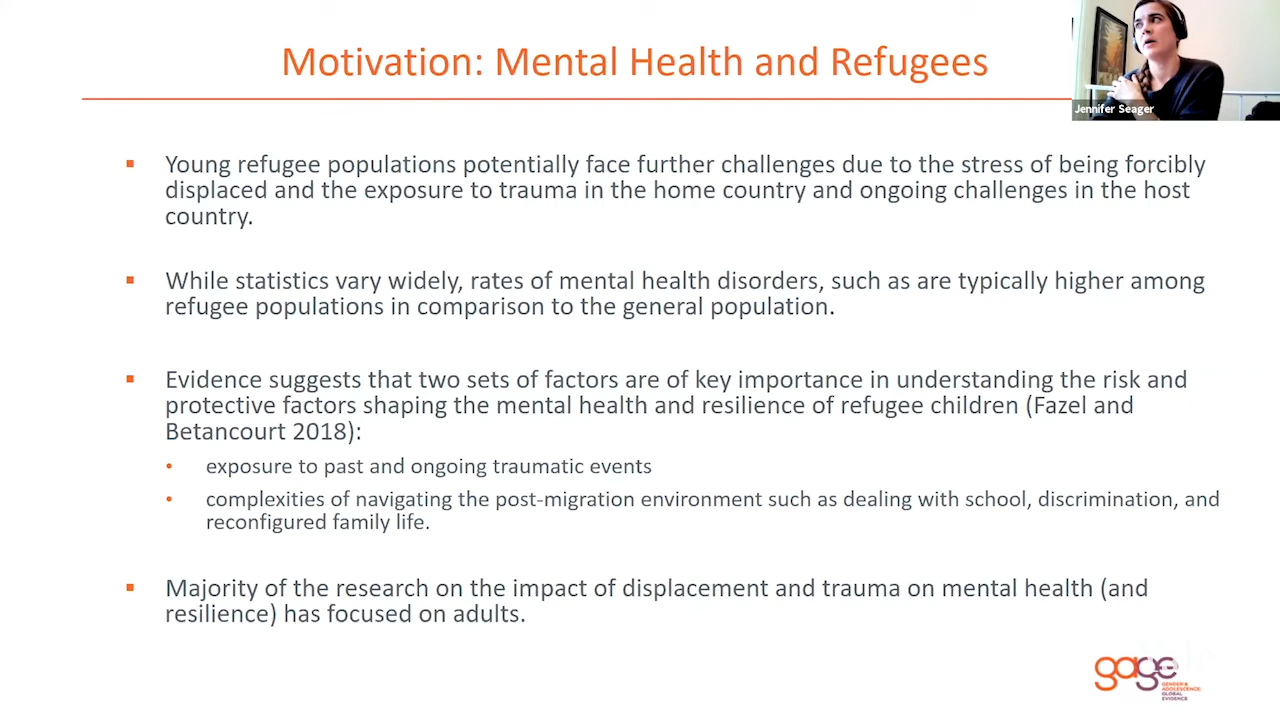 Motivation: Mental Health and Refugees
Jennifer Seager
Young refugee populations potentially face further challenges due to the stress of being forcibly
displaced and the exposure to trauma in the home country and ongoing challenges in the host
country.
While statistics vary widely, rates of mental health disorders, such as are typically higher among
refugee populations in comparison to the general population.
Evidence suggests that two sets of factors are of key importance in understanding the risk and
protective factors shaping the mental health and resilience of refugee children (Fazel and
Betancourt 2018):
exposure to past and ongoing traumatic events
complexities of navigating the post-migration environment such as dealing with school, discrimination, and
reconfigured family life.
Majority of the research on the impact of displacement and trauma on mental health (and
resilience) has focused on adults.
gage
GENDER &
ADOLESCENCE:
GLOBAL
EVIDENCE